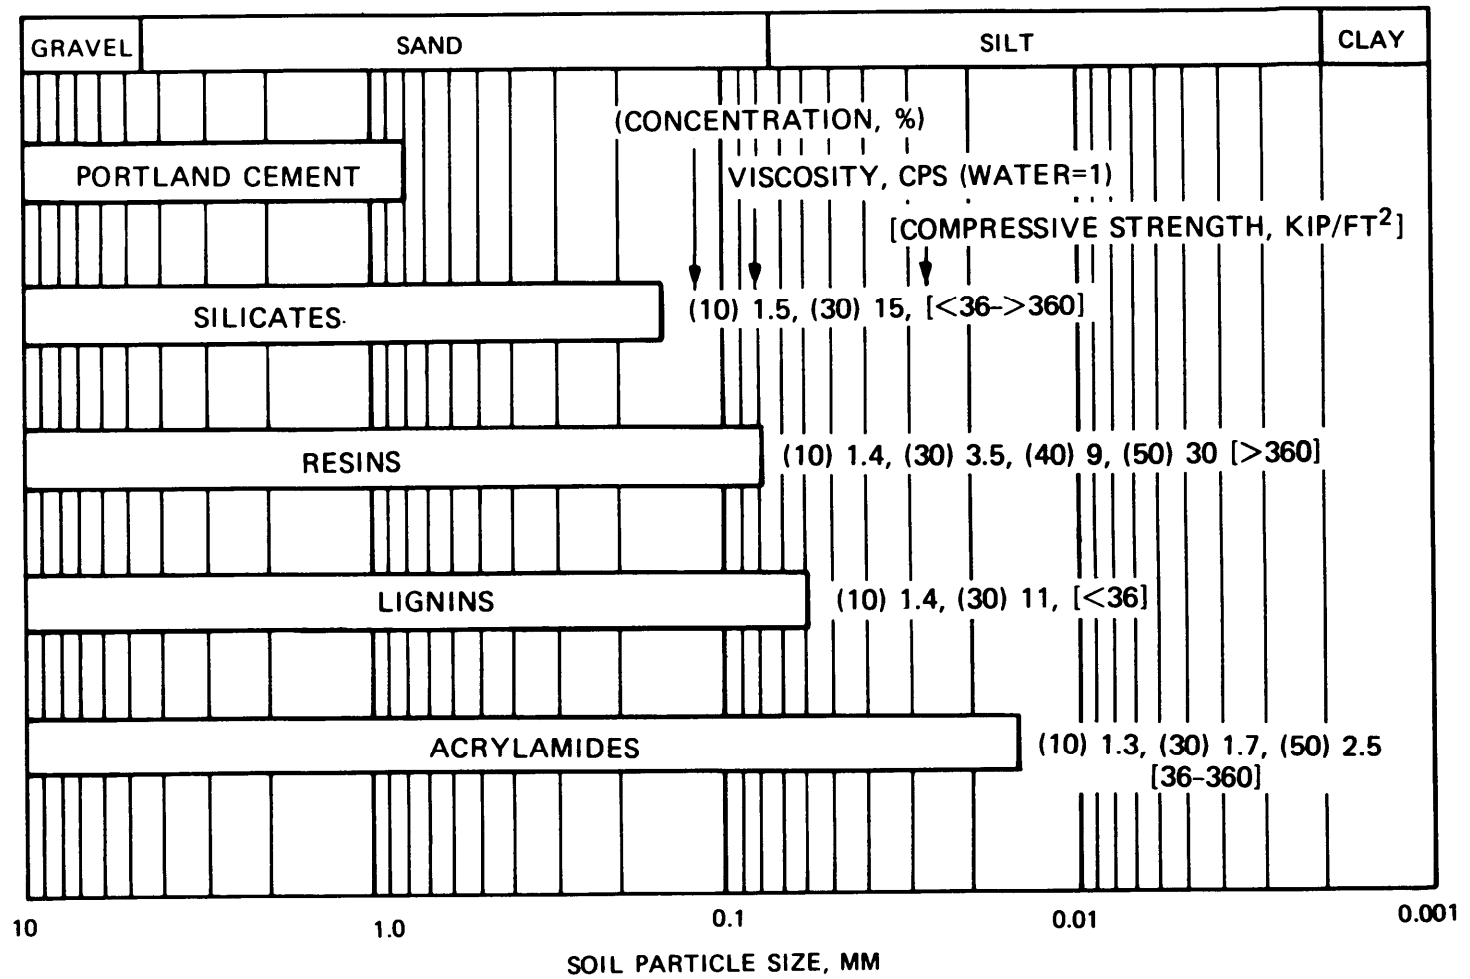 GRAVEL SAND SILT CLAY
(CONCENTRATION, %)
PORTLAND CEMENT
VISCOSITY, CPS (WATER=1)
[COMPRESSIVE STRENGTH, KIP/FT²]
SILICATES
(10) 1.5, (30) 15, [<36->360]
RESINS
(10) 1.4, (30) 3.5, (40) 9, (50) 30 [>360]
LIGNINS
(10) 1.4, (30) 11, [<36]
ACRYLAMIDES
(10) 1.3, (30) 1.7, (50) 2.5
[36-360]
10 1.0 0.1 0.01 0.001
SOIL PARTICLE SIZE, MM